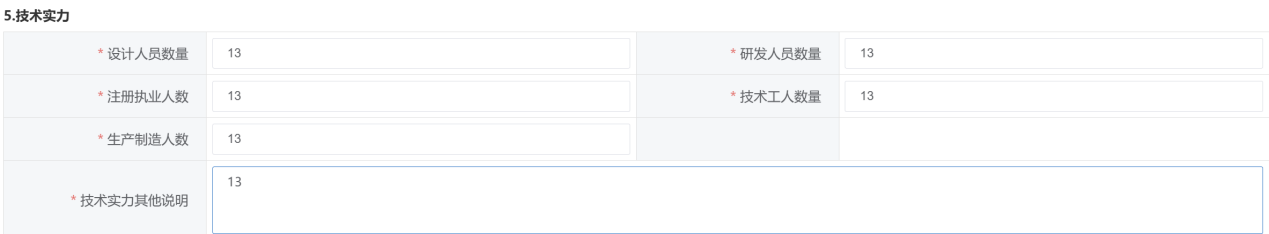 5.技术实力
* 设计人员数量 13 * 研发人员数量 13
* 注册执业人数 13 * 技术工人数量 13
* 生产制造人数 13
* 技术实力其他说明 13